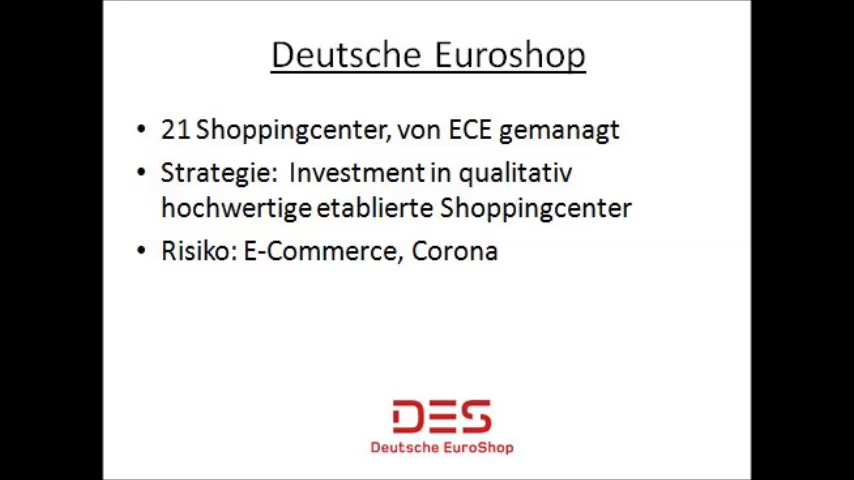 Deutsche Euroshop
• 21 Shoppingcenter, von ECE gemanagt
• Strategie: Investment in qualitativ
hochwertige etablierte Shoppingcenter
• Risiko: E-Commerce, Corona
DES
Deutsche EuroShop